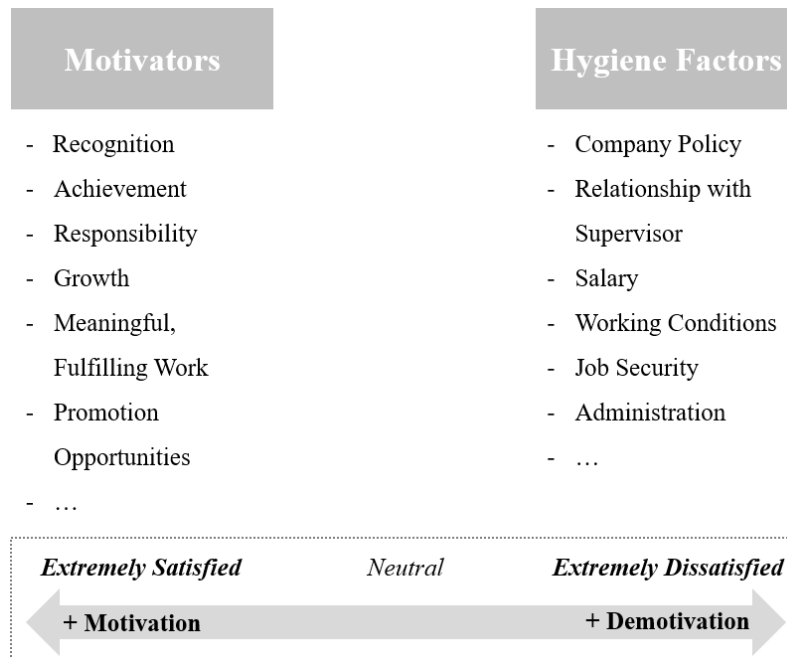 Motivators
- Recognition
- Achievement
- Responsibility
- Growth
- Meaningful,
Fulfilling Work
- Promotion
Opportunities
- …
Hygiene Factors
- Company Policy
- Relationship with
Supervisor
- Salary
- Working Conditions
- Job Security
- Administration
- …
Extremely Satisfied
Neutral
Extremely Dissatisfied
+ Motivation
+ Demotivation